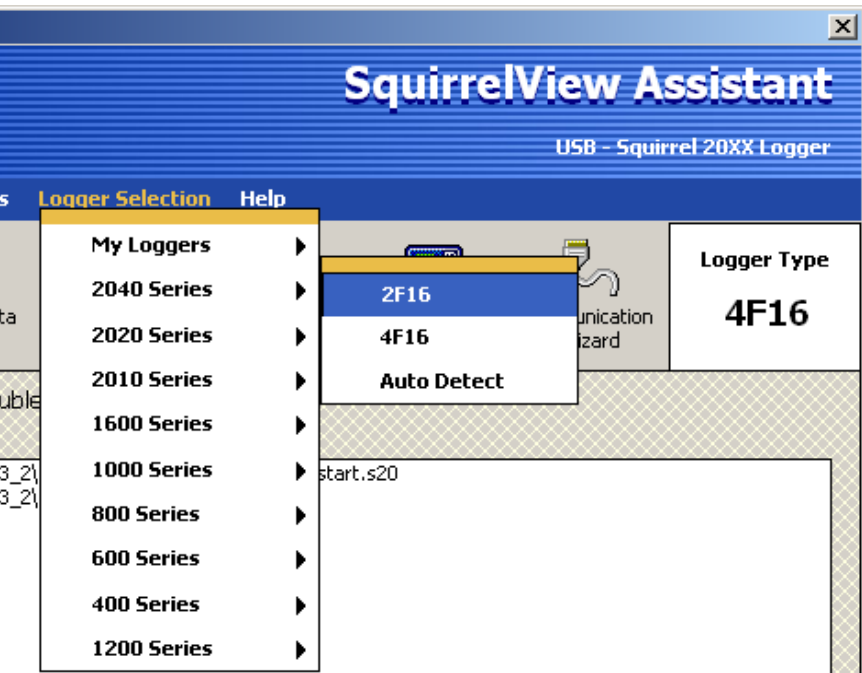 SquirrelView Assistant
USB - Squirrel 20XX Logger
s Logger Selection Help
My Loggers
2040 Series
2020 Series
2010 Series
1600 Series
1000 Series
800 Series
600 Series
400 Series
1200 Series
2F16
4F16
Auto Detect
ta
unication
izard
Logger Type
4F16
uble
3_2\
start.s20
3_2\